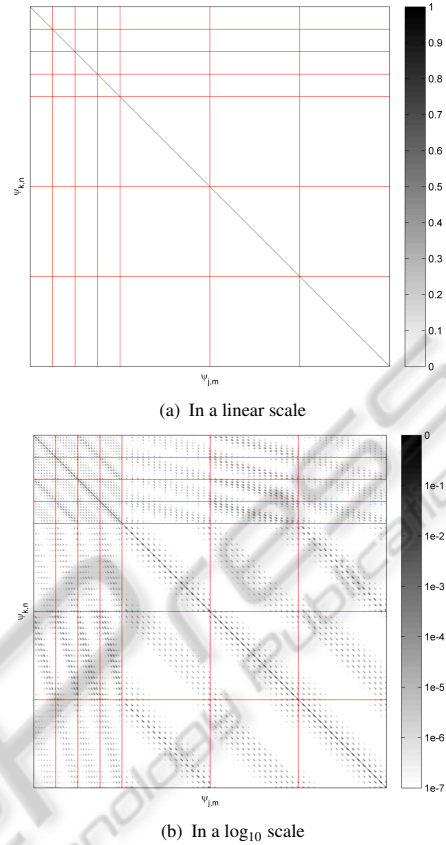 1
0.9
0.8
0.7
0.6
0.5
0.4
0.3
0.2
0.1
0
ψk,n
ψj,m
(a) In a linear scale
0
1e-1
1e-2
1e-3
1e-4
1e-5
1e-6
1e-7
ψk,n
ψj,m
(b) In a log10 scale